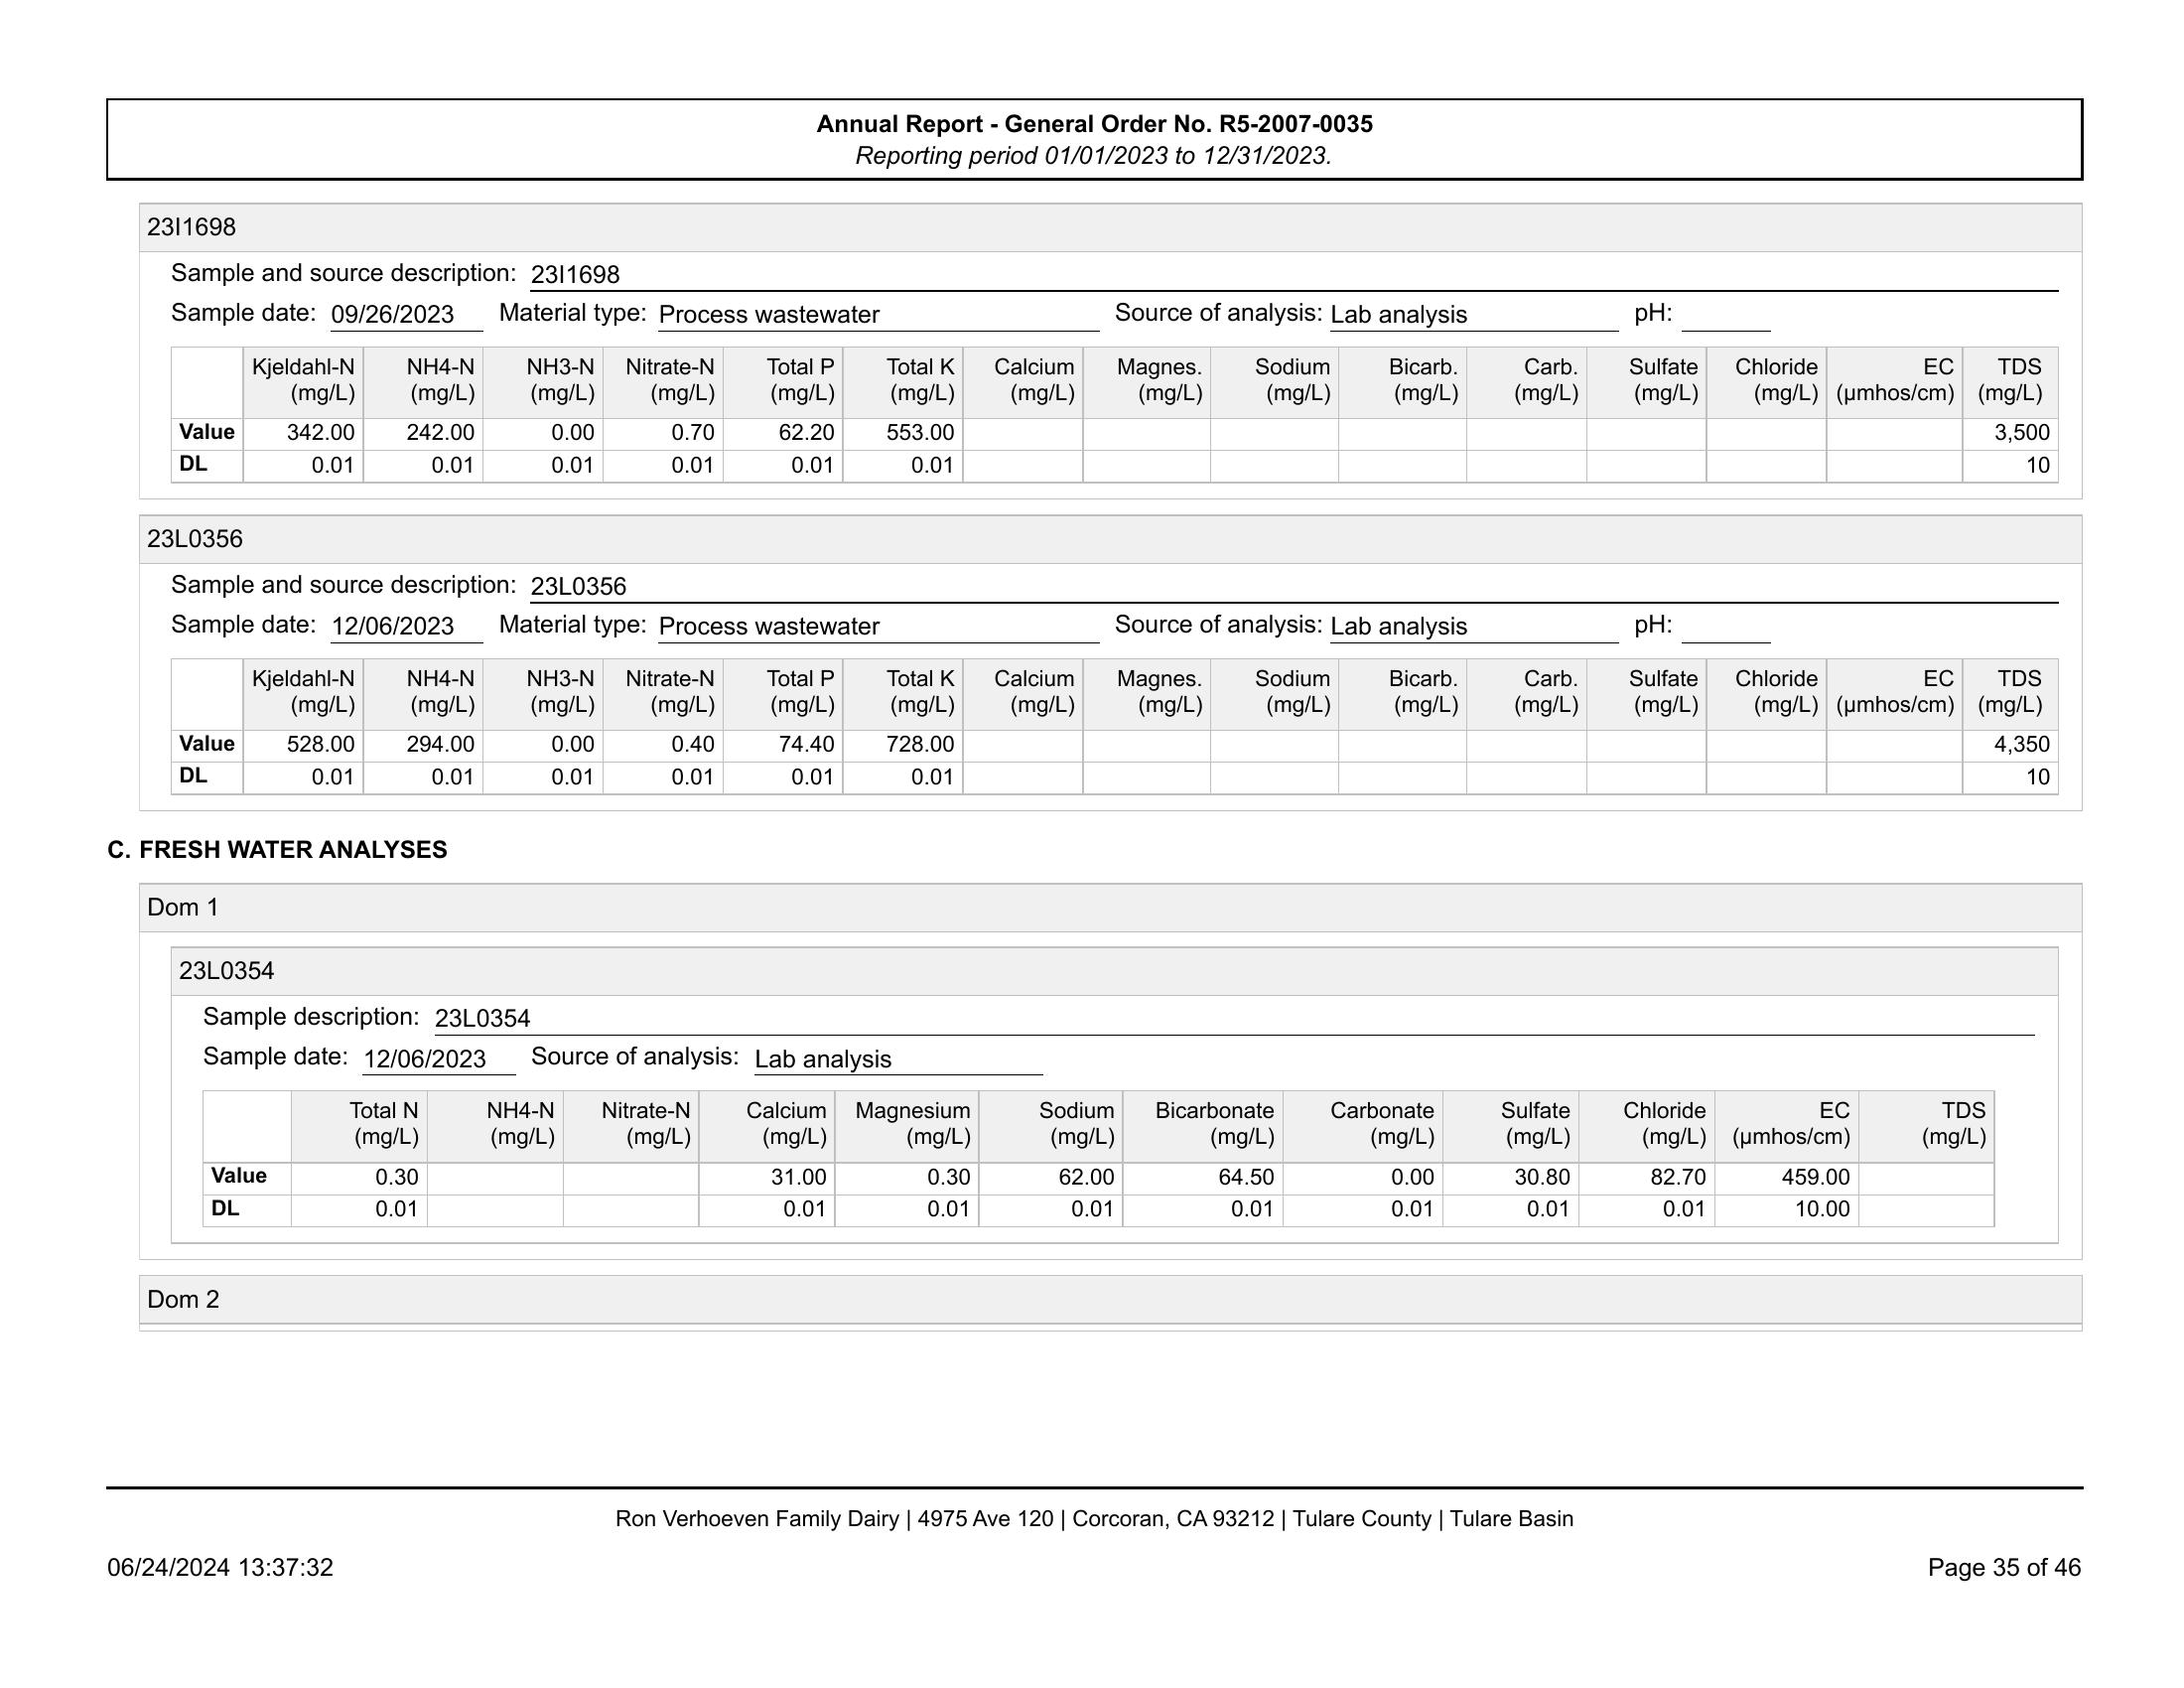 Annual Report - General Order No. R5-2007-0035
Reporting period 01/01/2023 to 12/31/2023.
23I1698
Sample and source description: 23I1698
Sample date: 09/26/2023 Material type: Process wastewater Source of analysis: Lab analysis pH:
Kjeldahl-N NH4-N NH3-N Nitrate-N Total P Total K Calcium Magnes. Sodium Bicarb. Carb. Sulfate Chloride EC TDS
(mg/L) (mg/L) (mg/L) (mg/L) (mg/L) (mg/L) (mg/L) (mg/L) (mg/L) (mg/L) (mg/L) (mg/L) (mg/L) (µmhos/cm) (mg/L)
Value 342.00 242.00 0.00 0.70 62.20 553.00 3,500
DL 0.01 0.01 0.01 0.01 0.01 0.01 10
23L0356
Sample and source description: 23L0356
Sample date: 12/06/2023 Material type: Process wastewater Source of analysis: Lab analysis pH:
Kjeldahl-N NH4-N NH3-N Nitrate-N Total P Total K Calcium Magnes. Sodium Bicarb. Carb. Sulfate Chloride EC TDS
(mg/L) (mg/L) (mg/L) (mg/L) (mg/L) (mg/L) (mg/L) (mg/L) (mg/L) (mg/L) (mg/L) (mg/L) (mg/L) (µmhos/cm) (mg/L)
Value 528.00 294.00 0.00 0.40 74.40 728.00 4,350
DL 0.01 0.01 0.01 0.01 0.01 0.01 10
C. FRESH WATER ANALYSES
Dom 1
23L0354
Sample description: 23L0354
Sample date: 12/06/2023 Source of analysis: Lab analysis
Total N NH4-N Nitrate-N Calcium Magnesium Sodium Bicarbonate Carbonate Sulfate Chloride EC TDS
(mg/L) (mg/L) (mg/L) (mg/L) (mg/L) (mg/L) (mg/L) (mg/L) (mg/L) (mg/L) (µmhos/cm) (mg/L)
Value 0.30 31.00 0.30 62.00 64.50 0.00 30.80 82.70 459.00
DL 0.01 0.01 0.01 0.01 0.01 0.01 0.01 0.01 10.00
Dom 2
Ron Verhoeven Family Dairy | 4975 Ave 120 | Corcoran, CA 93212 | Tulare County | Tulare Basin
06/24/2024 13:37:32 Page 35 of 46